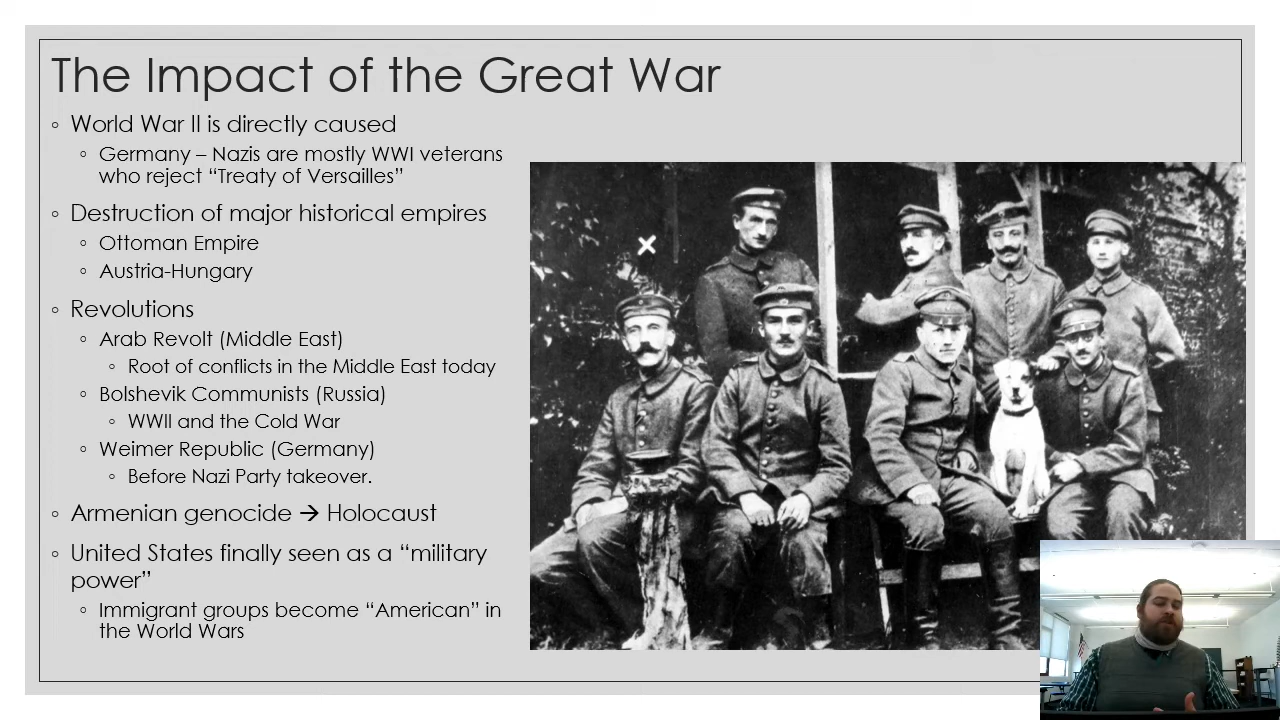 The Impact of the Great War
◦ World War II is directly caused
◦ Germany – Nazis are mostly WWI veterans
who reject “Treaty of Versailles”
◦ Destruction of major historical empires
◦ Ottoman Empire
◦ Austria-Hungary
◦ Revolutions
◦ Arab Revolt (Middle East)
◦ Root of conflicts in the Middle East today
◦ Bolshevik Communists (Russia)
◦ WWII and the Cold War
◦ Weimer Republic (Germany)
◦ Before Nazi Party takeover.
◦ Armenian genocide → Holocaust
◦ United States finally seen as a “military
power”
◦ Immigrant groups become “American” in
the World Wars